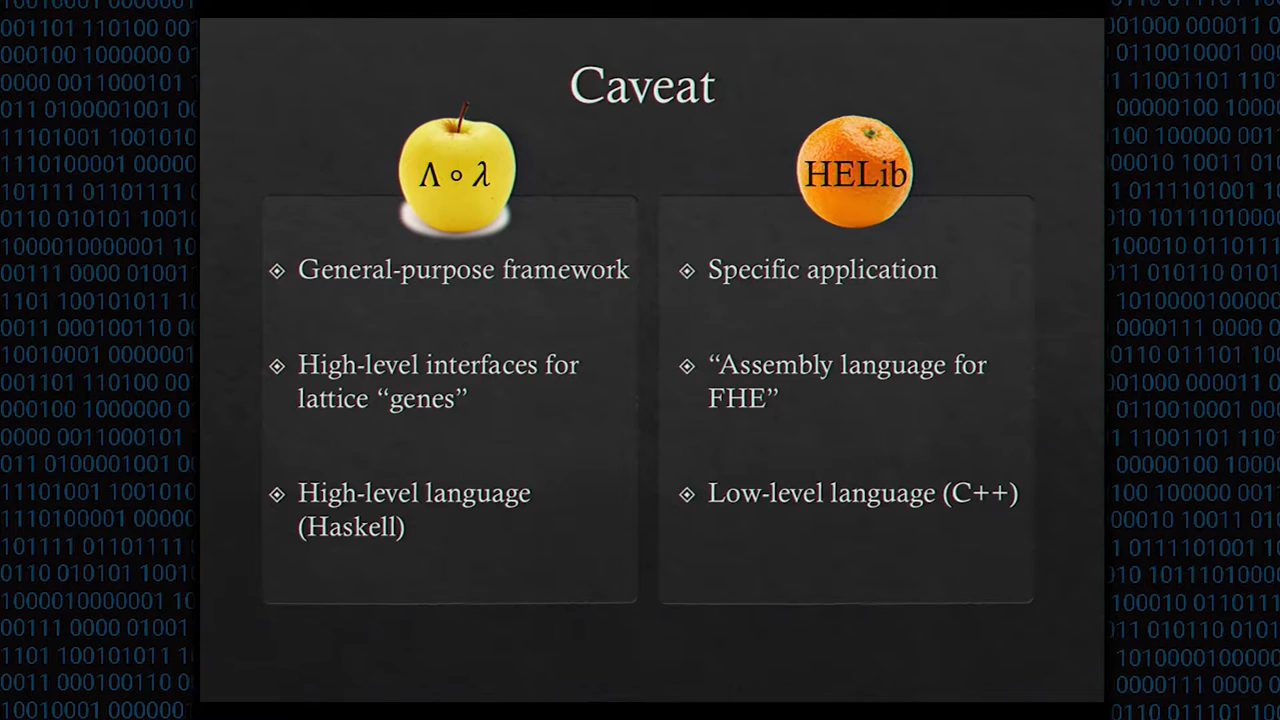 Caveat
Λ ∘ λ
General-purpose framework
High-level interfaces for
lattice “genes”
High-level language
(Haskell)
HELib
Specific application
“Assembly language for
FHE”
Low-level language (C++)